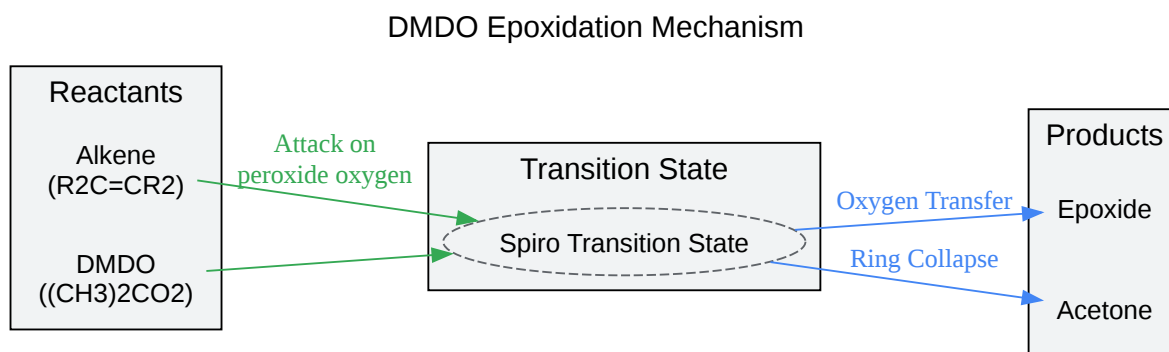 DMDO Epoxidation Mechanism
Reactants
Alkene
(R2C=CR2)
DMDO
((CH3)2CO2)
Attack on
peroxide oxygen
Transition State
Spiro Transition State
Oxygen Transfer
Ring Collapse
Products
Epoxide
Acetone